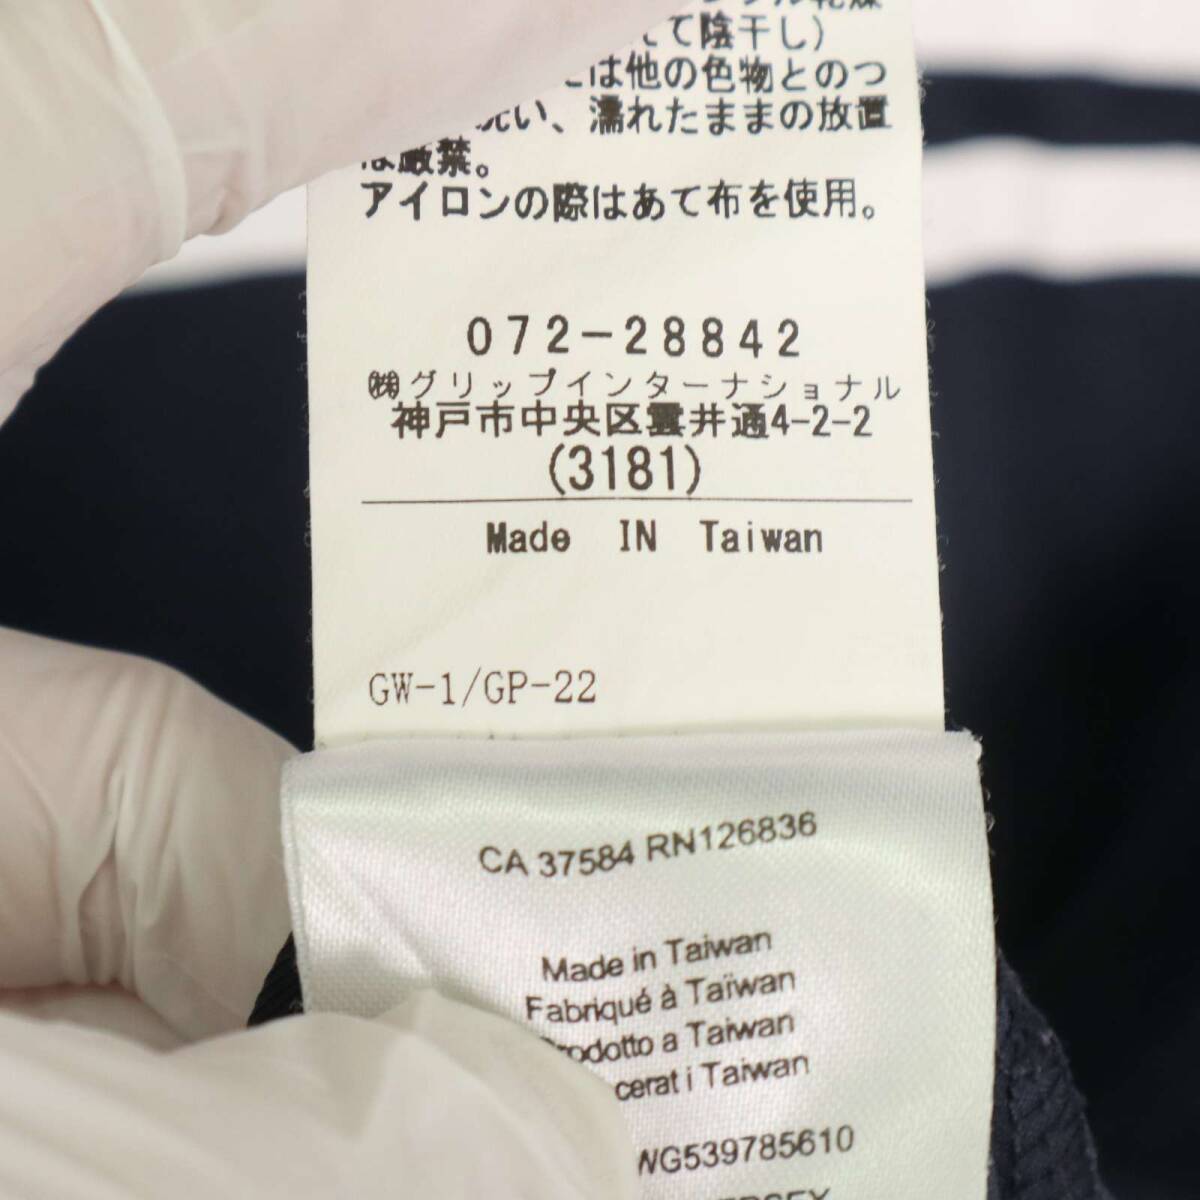 て陰干し)
は他の色物とのつ
い、濡れたままの放置
は厳禁。
アイロンの際はあて布を使用。
072-28842
㈱グリップインターナショナル
神戸市中央区雲井通4-2-2
(3181)
Made IN Taiwan
GW-1/GP-22
CA 37584 RN126836
Made in Taiwan
Fabriqué à Taïwan
a Taiwan
i Taiwan
WG539785610